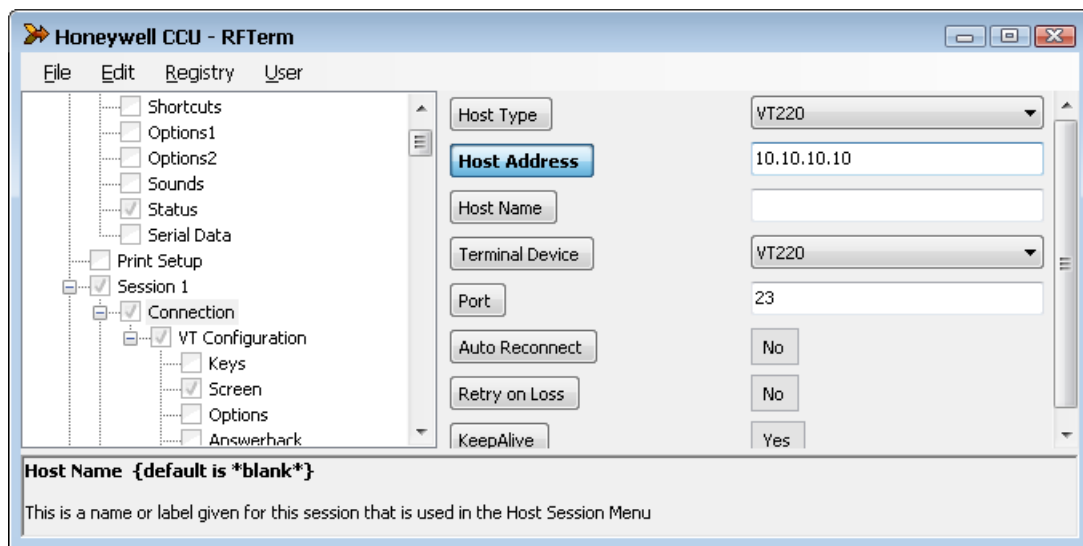 Honeywell CCU - RFTerm
File Edit Registry User
Shortcuts
Options1
Options2
Sounds
Status
Serial Data
Print Setup
Session 1
Connection
VT Configuration
Keys
Screen
Options
Answerback
Host Type VT220
Host Address 10.10.10.10
Host Name
Terminal Device VT220
Port 23
Auto Reconnect No
Retry on Loss No
KeepAlive Yes
Host Name {default is *blank*}
This is a name or label given for this session that is used in the Host Session Menu